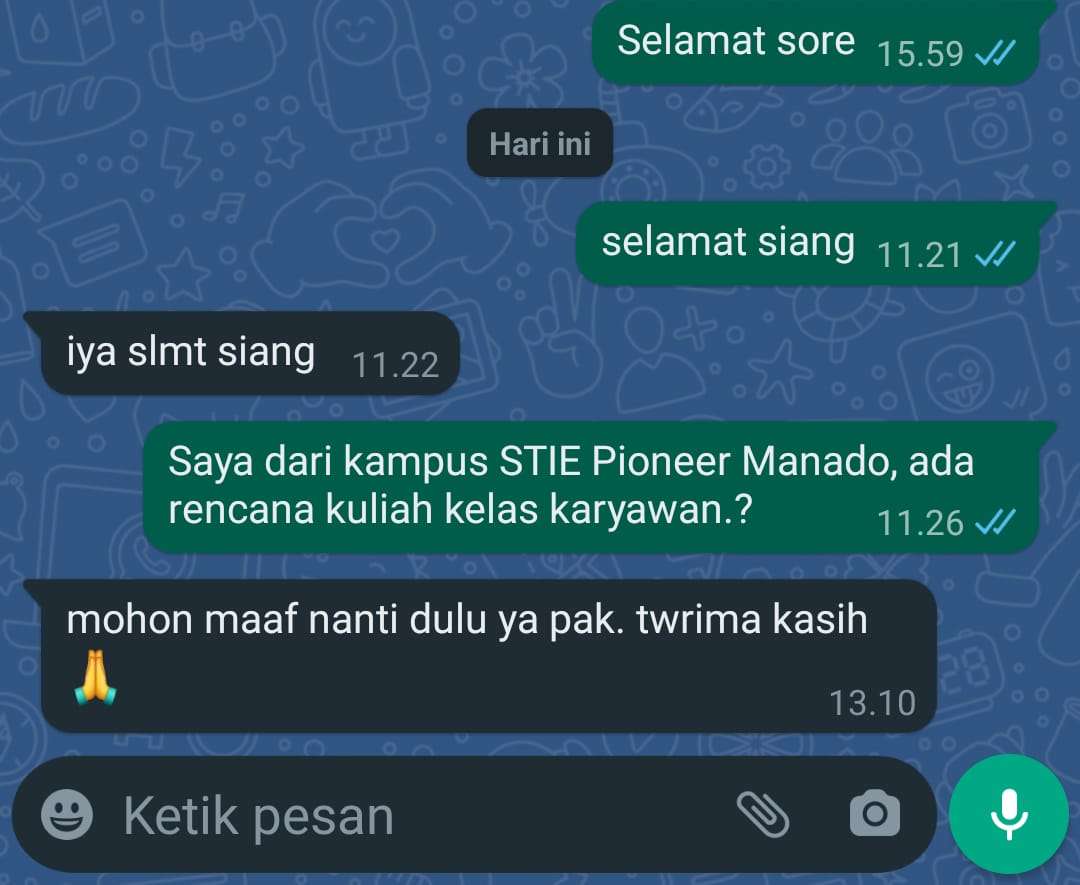 Selamat sore 15.59
Hari ini
selamat siang 11.21
iya slmt siang 11.22
Saya dari kampus STIE Pioneer Manado, ada
rencana kuliah kelas karyawan.? 11.26
mohon maaf nanti dulu ya pak. twrima kasih
🙏 13.10
Ketik pesan